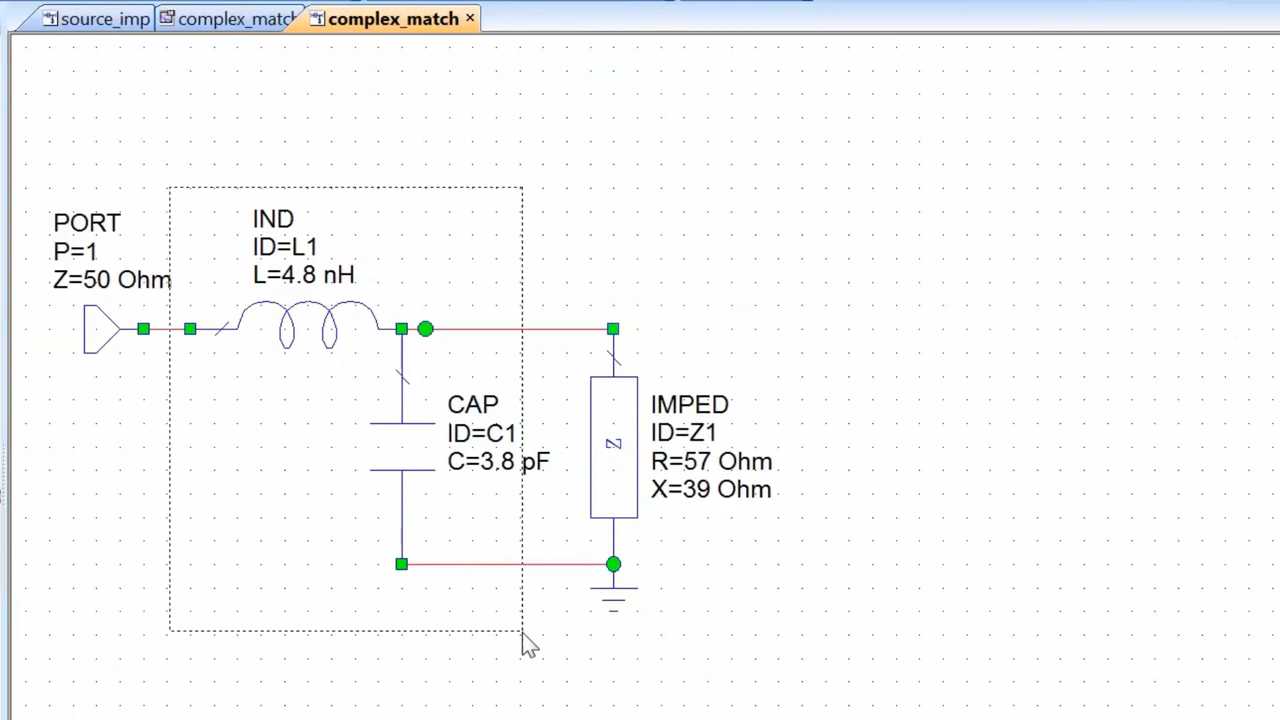 source_imp
complex_matc
complex_match
PORT
P=1
Z=50 Ohm
IND
ID=L1
L=4.8 nH
CAP
ID=C1
C=3.8 pF
Z
IMPED
ID=Z1
R=57 Ohm
X=39 Ohm